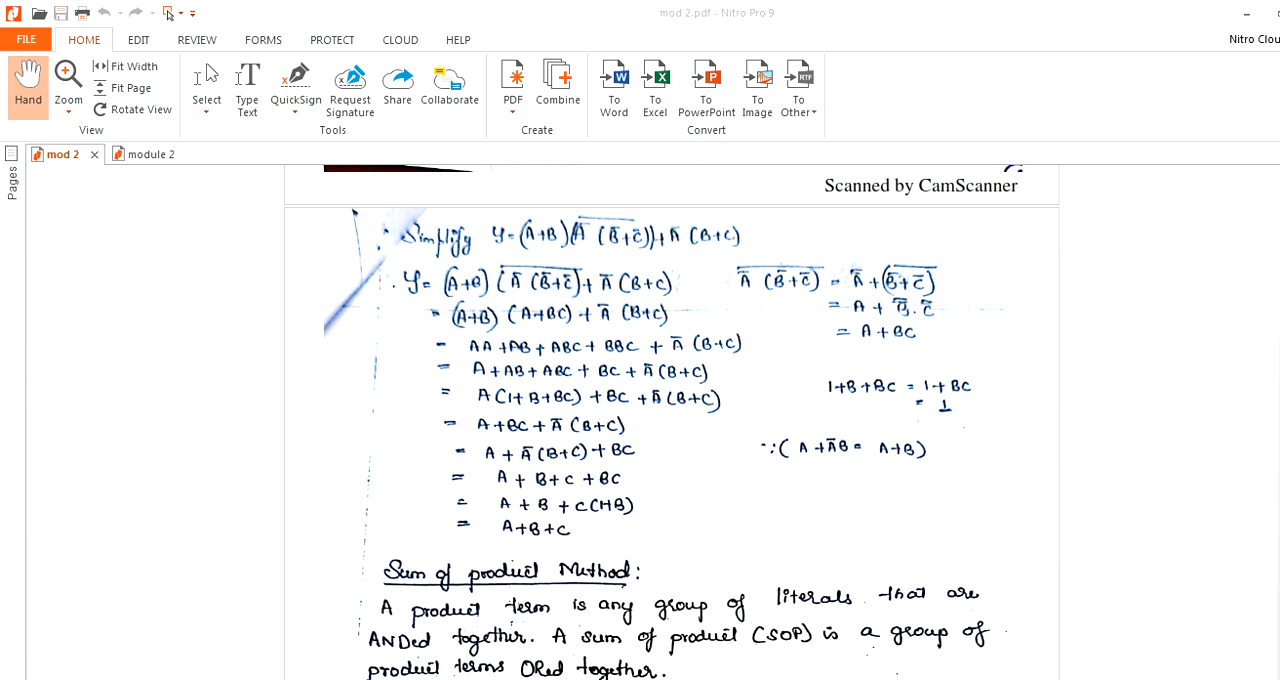 mod 2.pdf - Nitro Pro 9
FILE HOME EDIT REVIEW FORMS PROTECT CLOUD HELP Nitro Clou
Hand
Zoom
Fit Width
Fit Page
Rotate View
View
Select
Type Text
QuickSign
Request Signature
Share
Collaborate
Tools
PDF
Combine
Create
To Word
To Excel
To PowerPoint
To Image
To Other
Convert
mod 2
module 2
Pages
Scanned by CamScanner
∴ Simplify Y=(A+B)(A̅ (B̅+C̅))+A̅ (B+C)
∴ Y= (A+B) (A̅ (B̅+C̅)+A̅ (B+C)
= (A+B) (A+BC) + A̅ (B+C)
= AA+AB+ABC+BBC + A̅ (B+C)
= A+AB+ABC + BC + A̅(B+C)
= A(1+B+BC) +BC +A̅(B+C)
= A+BC+A̅ (B+C)
= A + A̅ (B+C)+BC
= A + B+C +BC
= A + B + C(1+B)
= A+B+C
A̅ (B̅+C̅) = A̿ +(B̅+C̅)
= A + B̿.C̿
= A+BC
1+B+BC = 1+BC
= 1
∵( A+A̅B= A+B)
Sum of product Method:
A product term is any group of literals that are
ANDed together. A sum of product (SOP) is a group of
product terms ORed together.